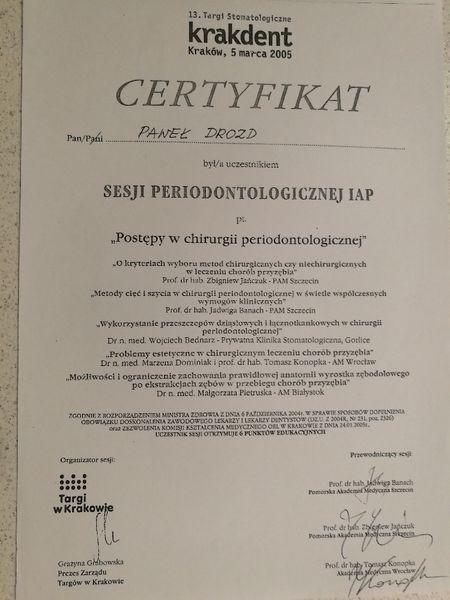 13. Targi Stomatologiczne
krakdent
Kraków, 5 marca 2005
CERTYFIKAT
Pan/Pani PAWEŁ DROZD
był/a uczestnikiem
SESJI PERIODONTOLOGICZNEJ IAP
pt.
„Postępy w chirurgii periodontologicznej”
„O kryteriach wyboru metod chirurgicznych czy niechirurgicznych
w leczeniu chorób przyzębia”
Prof. dr hab. Zbigniew Jańczuk - PAM Szczecin
„Metody cięć i szycia w chirurgii periodontologicznej w świetle współczesnych
wymogów klinicznych”
Prof. dr hab. Jadwiga Banach - PAM Szczecin
„Wykorzystanie przeszczepów dziąsłowych i łącznotkankowych w chirurgii
periodontologicznej”
Dr n. med. Wojciech Bednarz - Prywatna Klinika Stomatologiczna, Gorlice
„Problemy estetyczne w chirurgicznym leczeniu chorób przyzębia”
Dr n. med. Marzena Dominiak i prof. dr hab. Tomasz Konopka - AM Wrocław
„Możliwości i ograniczenie zachowania prawidłowej anatomii wyrostka zębodołowego
po ekstrakcjach zębów w przebiegu chorób przyzębia”
Dr n. med. Małgorzata Pietruska - AM Białystok
ZGODNIE Z ROZPORZĄDZENIEM MINISTRA ZDROWIA Z DNIA 6 PAŹDZIERNIKA 2004r. W SPRAWIE SPOSOBÓW DOPEŁNIENIA
OBOWIĄZKU DOSKONALENIA ZAWODOWEGO LEKARZY I LEKARZY DENTYSTÓW (DZ.U. Z 2004R, Nr 231, poz. 2326)
oraz ZEZWOLENIA KOMISJI KSZTAŁCENIA MEDYCZNEGO ORL W KRAKOWIE Z DNIA 24.01.2005r.
UCZESTNIK SESJI OTRZYMUJE 6 PUNKTÓW EDUKACYJNYCH
Organizator sesji:
Targi
w Krakowie
Grażyna Grabowska
Prezes Zarządu
Targów w Krakowie
Przewodniczący sesji:
Prof. dr hab. Jadwiga Banach
Pomorska Akademia Medyczna Szczecin
Prof. dr hab. Zbigniew Jańczuk
Pomorska Akademia Medyczna Szczecin
Prof. dr hab. Tomasz Konopka
Akademia Medyczna Wrocław